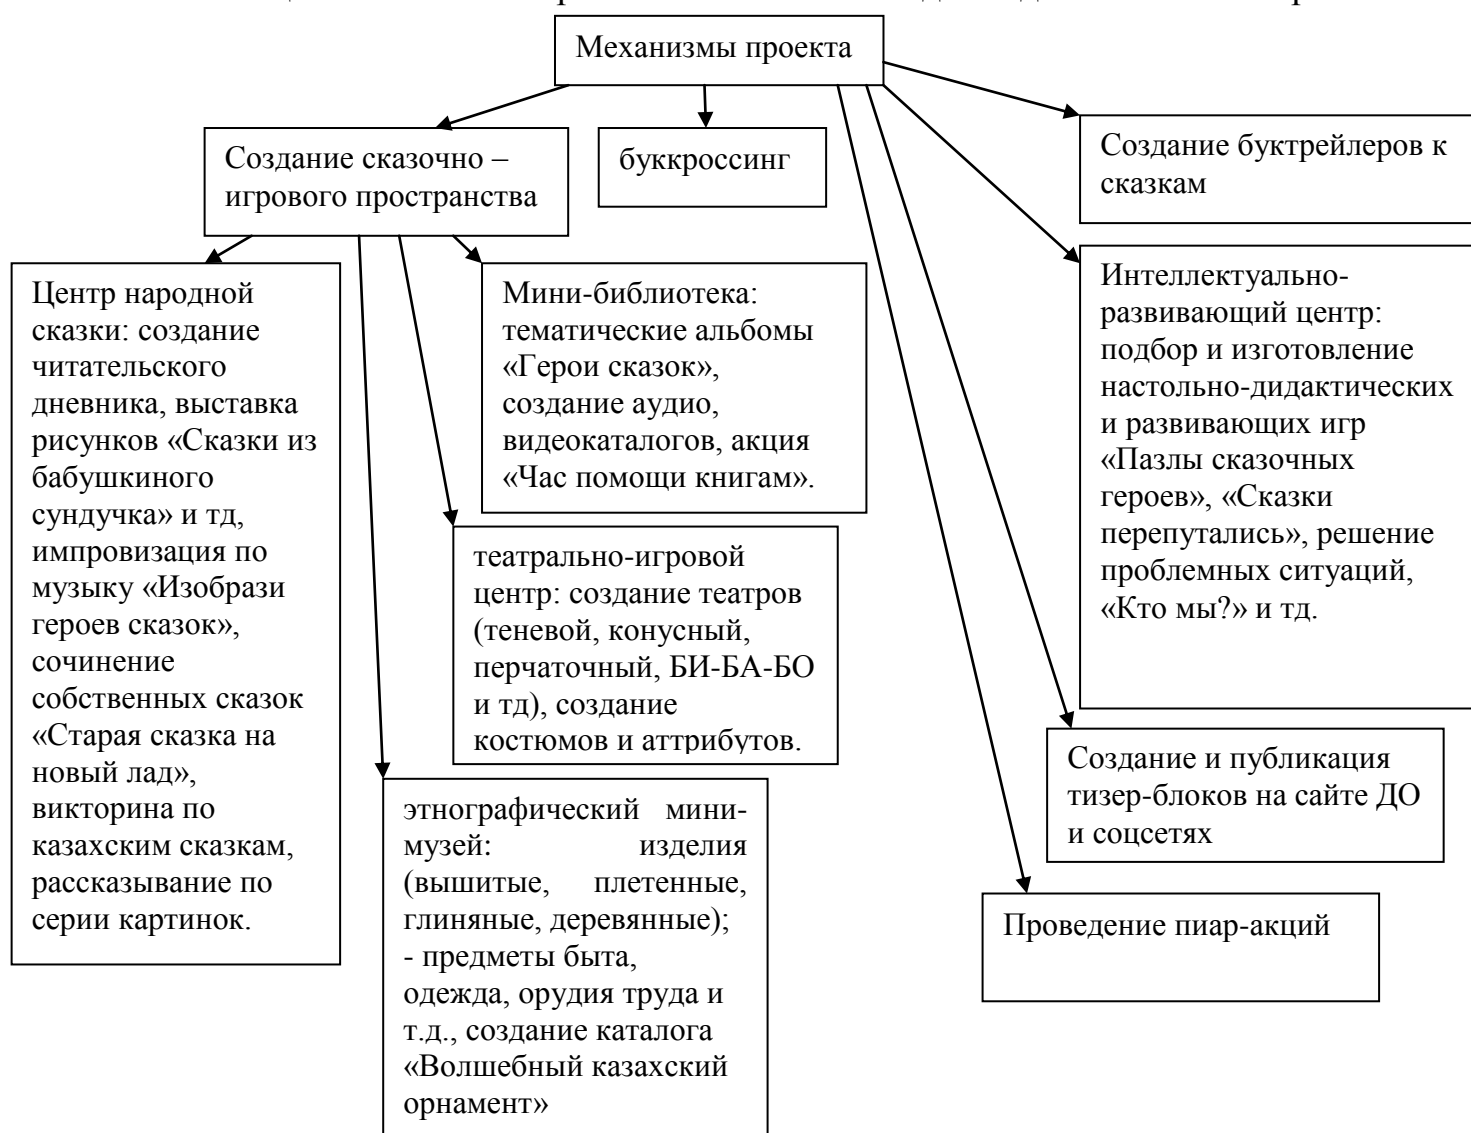 Механизмы проекта
Создание сказочно –
игрового пространства
буккроссинг
Создание буктрейлеров к
сказкам
Центр народной
сказки: создание
читательского
дневника, выставка
рисунков «Сказки из
бабушкиного
сундучка» и тд,
импровизация по
музыку «Изобрази
героев сказок»,
сочинение
собственных сказок
«Старая сказка на
новый лад»,
викторина по
казахским сказкам,
рассказывание по
серии картинок.
Мини-библиотека:
тематические альбомы
«Герои сказок»,
создание аудио,
видеокаталогов, акция
«Час помощи книгам».
Интеллектуально-
развивающий центр:
подбор и изготовление
настольно-дидактических
и развивающих игр
«Пазлы сказочных
героев», «Сказки
перепутались», решение
проблемных ситуаций,
«Кто мы?» и тд.
театрально-игровой
центр: создание театров
(теневой, конусный,
перчаточный, БИ-БА-БО
и тд), создание
костюмов и аттрибутов.
Создание и публикация
тизер-блоков на сайте ДО
и соцсетях
этнографический мини-
музей: изделия
(вышитые, плетенные,
глиняные, деревянные);
- предметы быта,
одежда, орудия труда и
т.д., создание каталога
«Волшебный казахский
орнамент»
Проведение пиар-акций